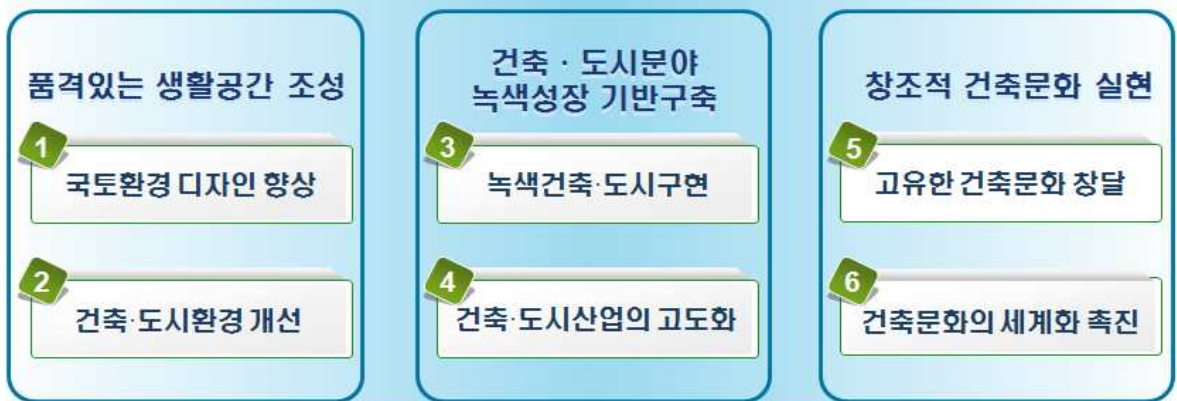 품격있는 생활공간 조성
1
국토환경 디자인 향상
2
건축·도시환경 개선
건축 · 도시분야
녹색성장 기반구축
3
녹색건축·도시구현
4
건축·도시산업의 고도화
창조적 건축문화 실현
5
고유한 건축문화 창달
6
건축문화의 세계화 촉진